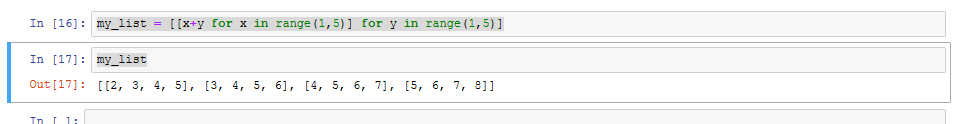 In [16]: my_list = [[x+y for x in range(1,5)] for y in range(1,5)]
In [17]: my_list
Out[17]: [[2, 3, 4, 5], [3, 4, 5, 6], [4, 5, 6, 7], [5, 6, 7, 8]]
In [ ]: